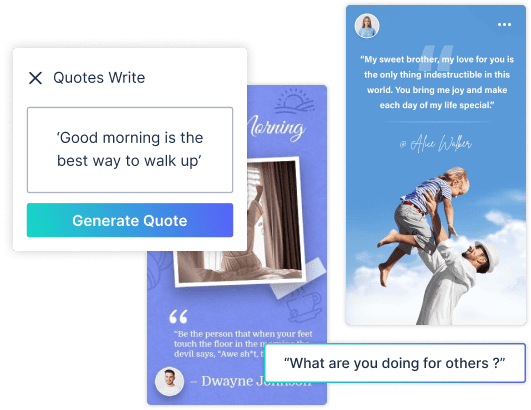 Quotes Write
‘Good morning is the
best way to walk up’
Generate Quote
Morning
“Be the person that when your feet
touch the floor in the morning the
devil says, “Awe sh*t,
– Dwayne Johnson
“My sweet brother, my love for you is
the only thing indestructible in this
world. You bring me joy and make
each day of my life special.”
@ Alice Walker
“What are you doing for others ?”